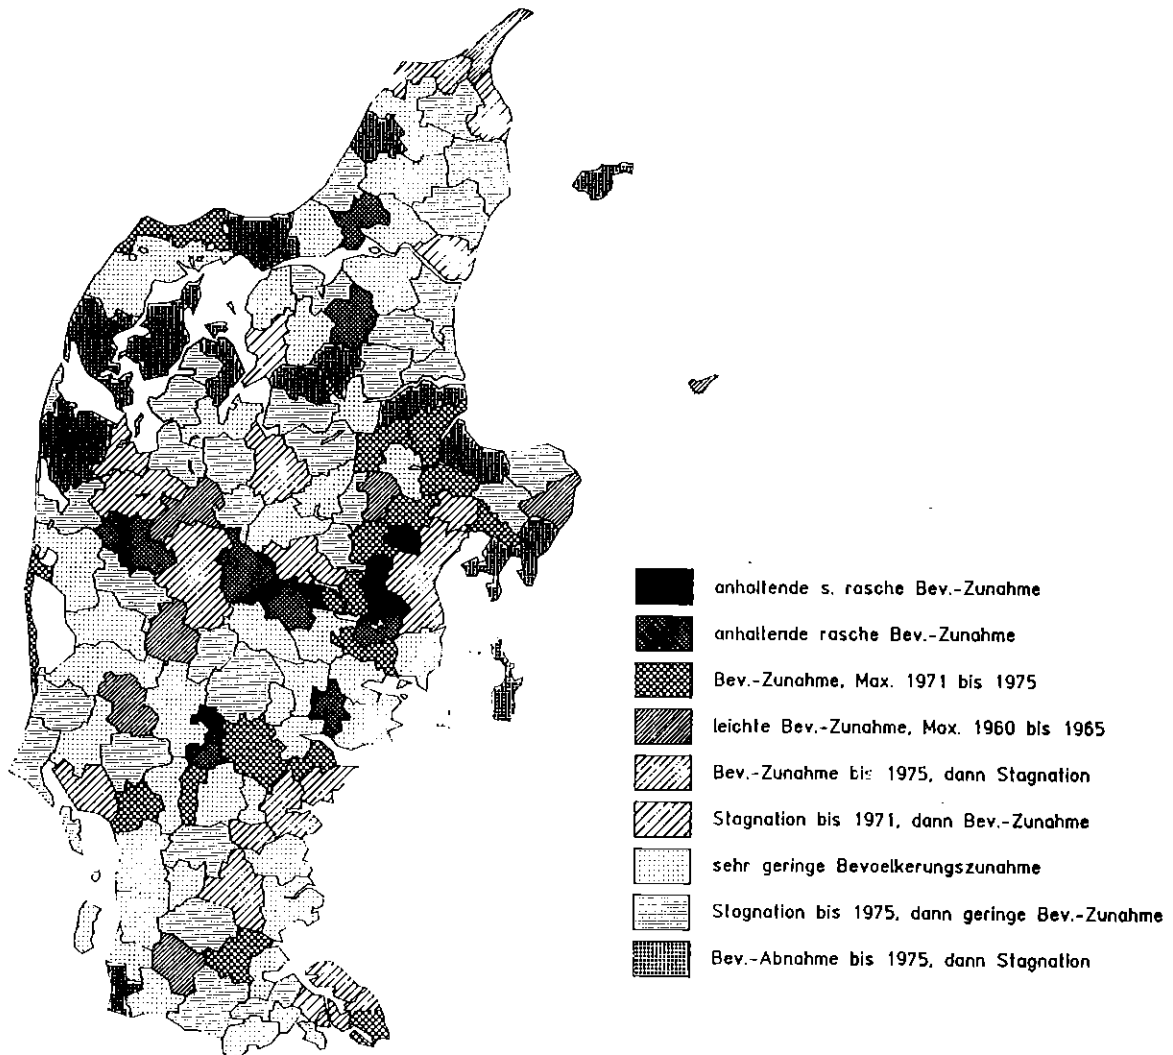 anhaltende s. rasche Bev.-Zunahme
anhaltende rasche Bev.-Zunahme
Bev.-Zunahme, Max. 1971 bis 1975
leichte Bev.-Zunahme, Max. 1960 bis 1965
Bev.-Zunahme bis 1975, dann Stagnation
Stagnation bis 1971, dann Bev.-Zunahme
sehr geringe Bevoelkerungszunahme
Stagnation bis 1975, dann geringe Bev.-Zunahme
Bev.-Abnahme bis 1975, dann Stagnation